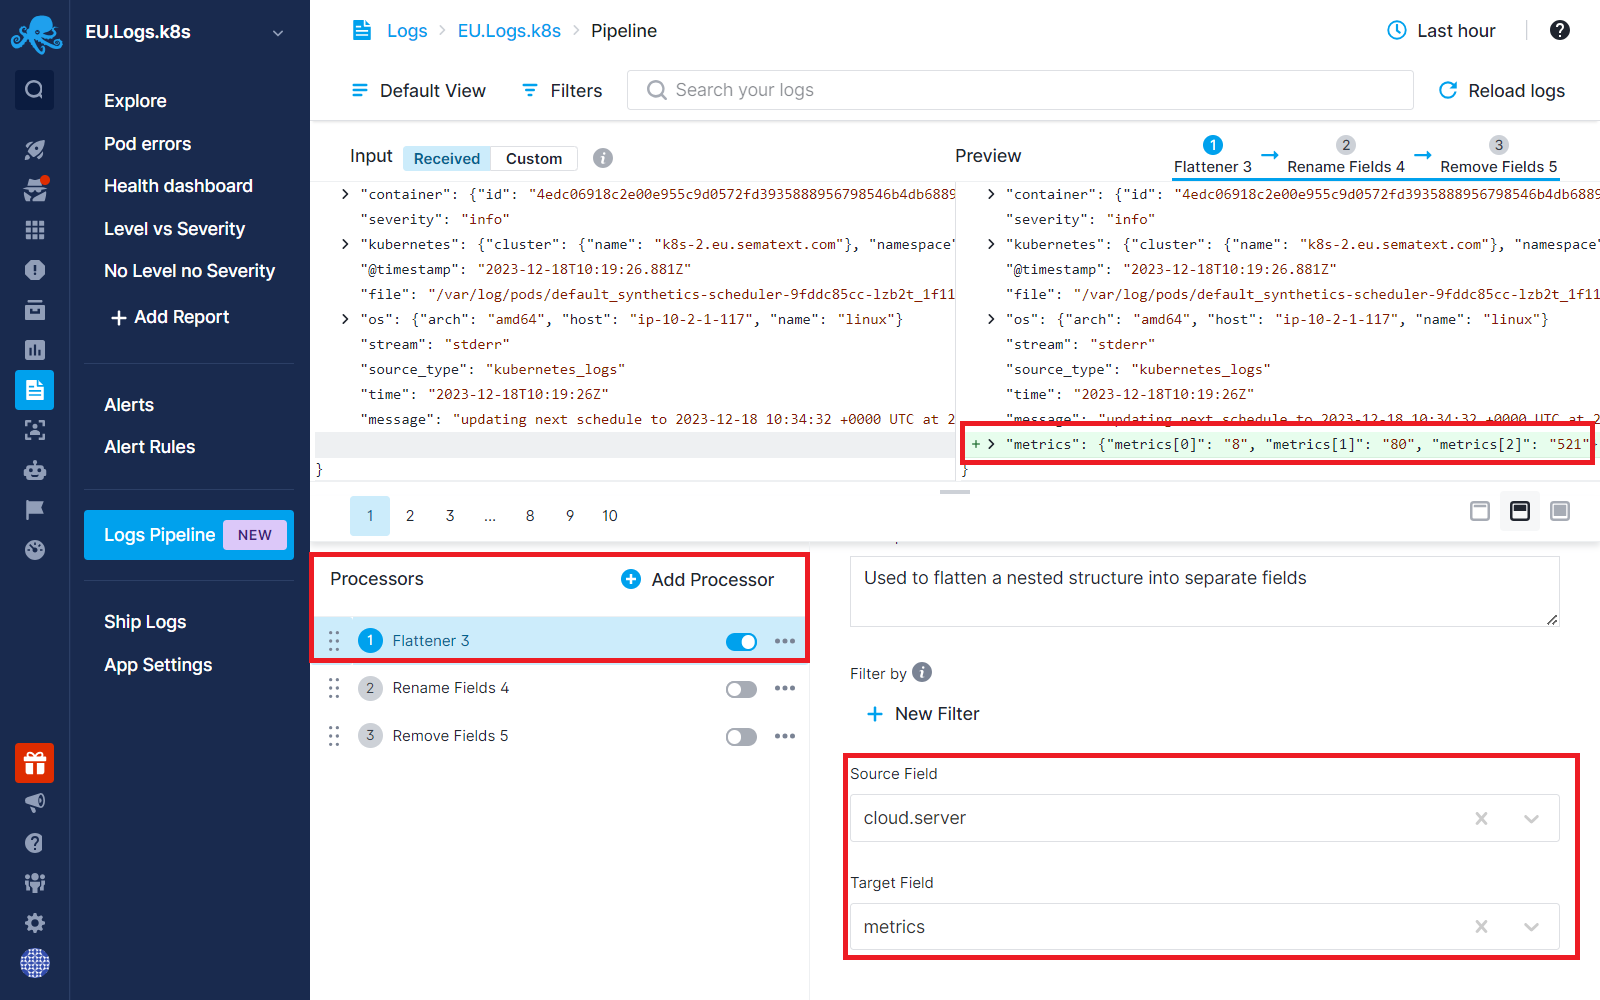 EU.Logs.k8s
Explore
Pod errors
Health dashboard
Level vs Severity
No Level no Severity
+ Add Report
Alerts
Alert Rules
Logs Pipeline NEW
Ship Logs
App Settings
Logs > EU.Logs.k8s > Pipeline
Last hour
Default View
Filters
Search your logs
Reload logs
Input Received Custom
"container": {"id": "4edc06918c2e00e955c9d0572fd3935888956798546b4db6889
"severity": "info"
"kubernetes": {"cluster": {"name": "k8s-2.eu.sematext.com"}, "namespace"
"@timestamp": "2023-12-18T10:19:26.881Z"
"file": "/var/log/pods/default_synthetics-scheduler-9fddc85cc-lzb2t_1f11
"os": {"arch": "amd64", "host": "ip-10-2-1-117", "name": "linux"}
"stream": "stderr"
"source_type": "kubernetes_logs"
"time": "2023-12-18T10:19:26Z"
"message": "updating next schedule to 2023-12-18 10:34:32 +0000 UTC at 2
}
Preview
1 2 3
Flattener 3 → Rename Fields 4 → Remove Fields 5
"container": {"id": "4edc06918c2e00e955c9d0572fd3935888956798546b4db6889
"severity": "info"
"kubernetes": {"cluster": {"name": "k8s-2.eu.sematext.com"}, "namespace"
"@timestamp": "2023-12-18T10:19:26.881Z"
"file": "/var/log/pods/default_synthetics-scheduler-9fddc85cc-lzb2t_1f11
"os": {"arch": "amd64", "host": "ip-10-2-1-117", "name": "linux"}
"stream": "stderr"
"source_type": "kubernetes_logs"
"time": "2023-12-18T10:19:26Z"
"message": "updating next schedule to 2023-12-18 10:34:32 +0000 UTC at 2
+ "metrics": {"metrics[0]": "8", "metrics[1]": "80", "metrics[2]": "521"
}
1 2 3 ... 8 9 10
Processors
Add Processor
1 Flattener 3
2 Rename Fields 4
3 Remove Fields 5
Used to flatten a nested structure into separate fields
Filter by
+ New Filter
Source Field
cloud.server
Target Field
metrics